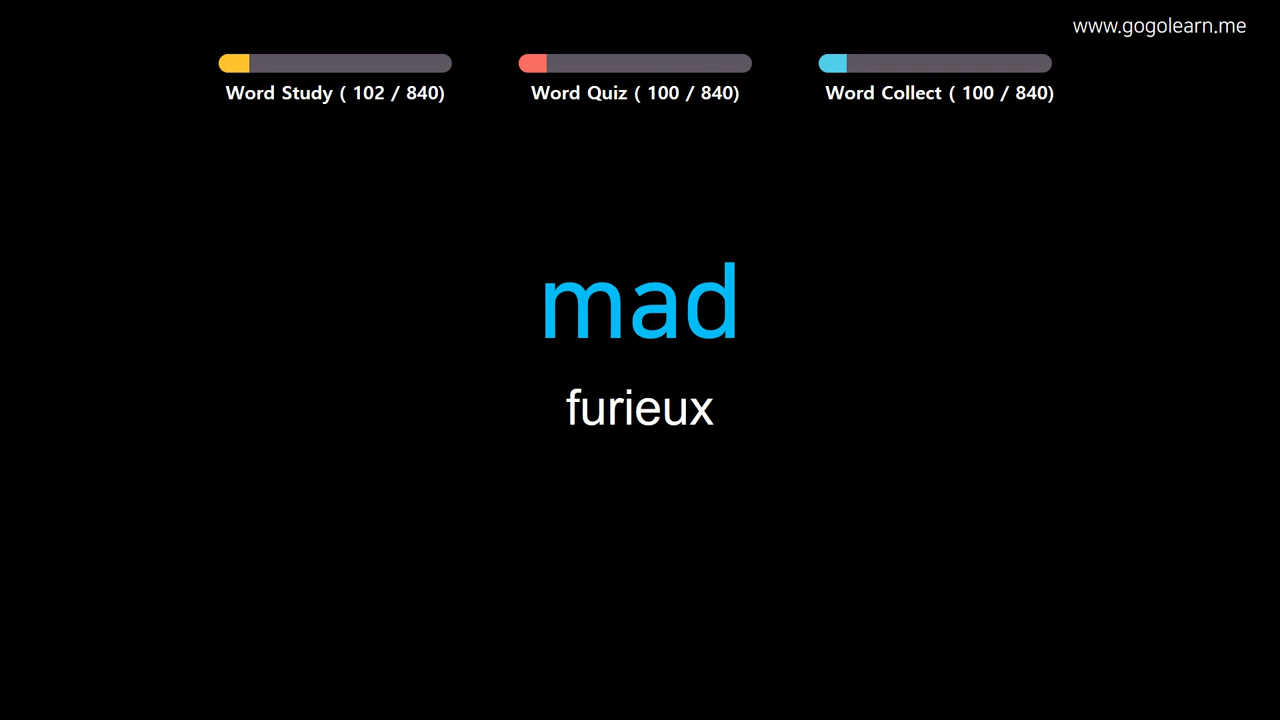 www.gogolearn.me
Word Study ( 102 / 840)
Word Quiz ( 100 / 840)
Word Collect ( 100 / 840)
mad
furieux